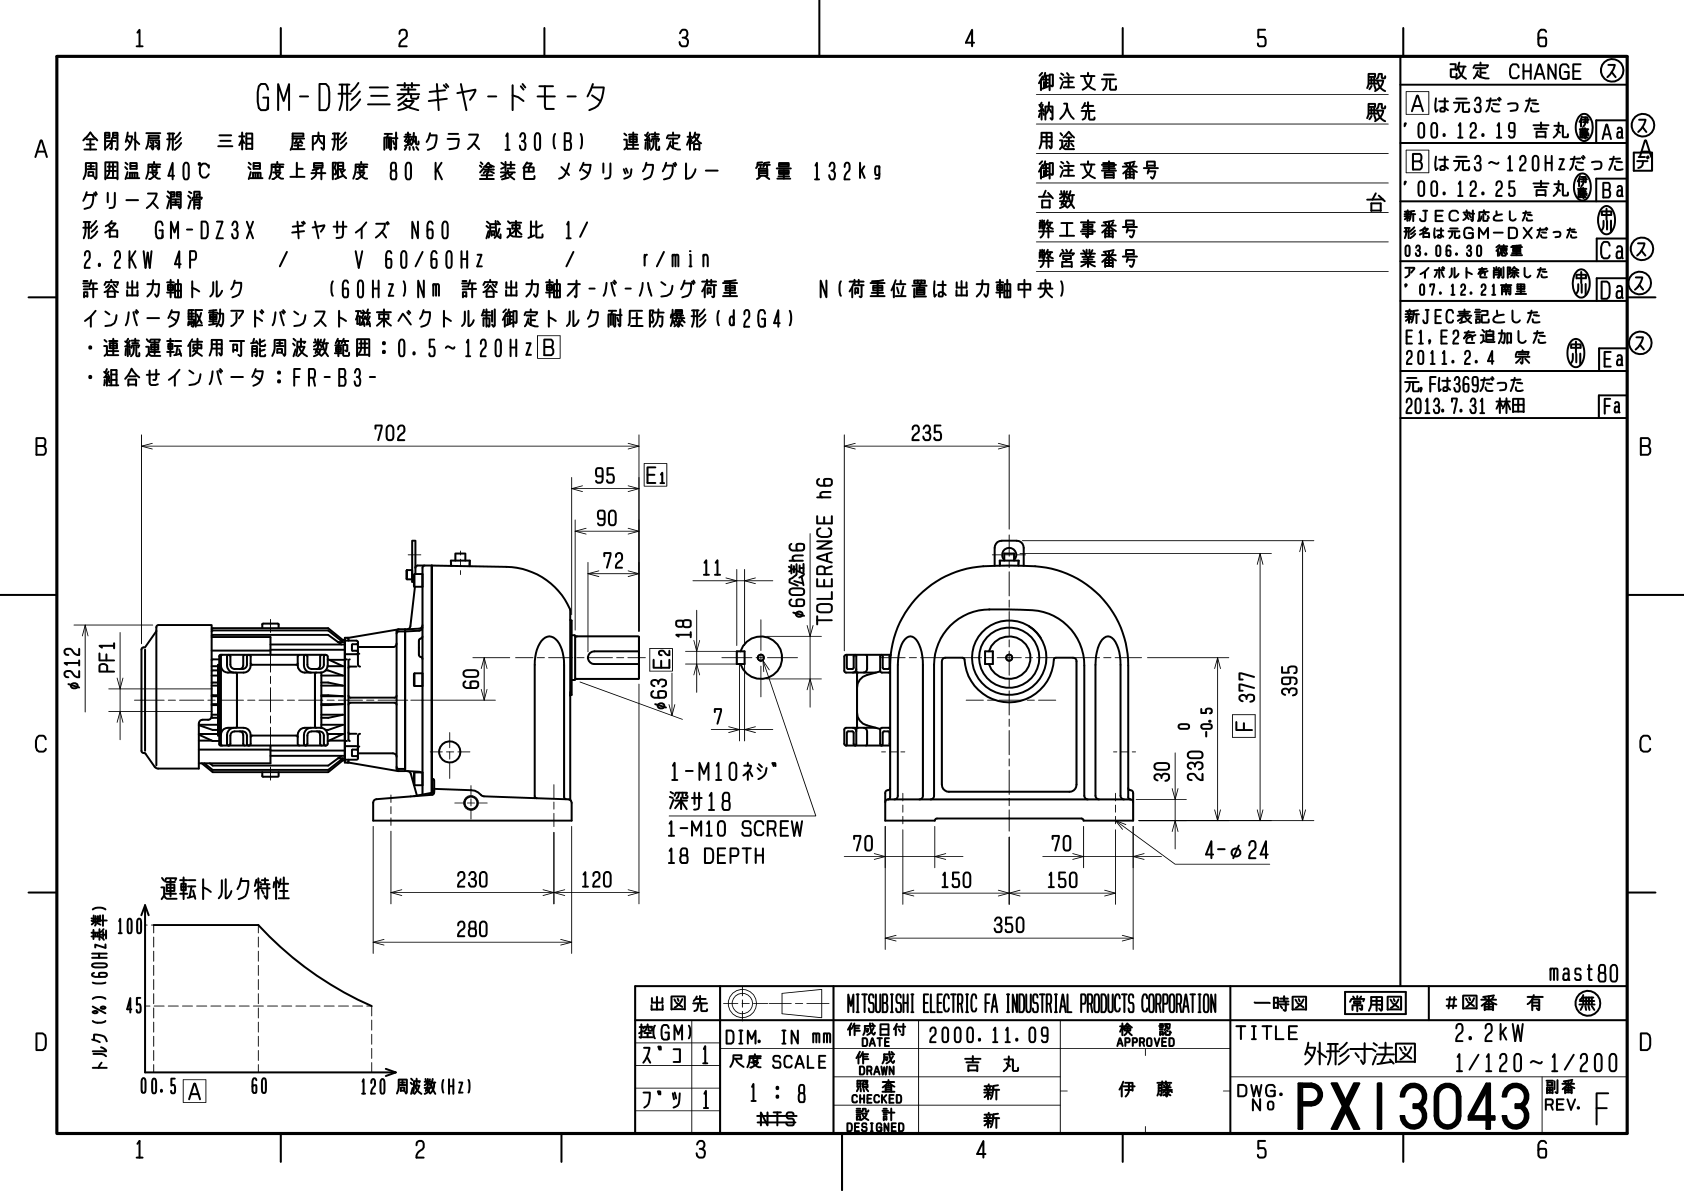 1 2 3 4 5 6
GM-D形三菱ギヤードモータ
全閉外扇形 三相 屋内形 耐熱クラス 130(B) 連続定格
周囲温度40℃ 温度上昇限度 80 K 塗装色 メタリックグレー 質量 132kg
グリース潤滑
形名 GM-DZ3X ギヤサイズ N60 減速比 1/
2.2KW 4P / V 60/60Hz / r/min
許容出力軸トルク (60Hz)Nm 許容出力軸オーバーハング荷重 N(荷重位置は出力軸中央)
インバータ駆動アドバンスト磁束ベクトル制御定トルク耐圧防爆形(d2G4)
・連続運転使用可能周波数範囲:0.5~120Hz B
・組合せインバータ:FR-B3-
御注文元 殿
納入先 殿
用途
御注文書番号
台数 台
弊工事番号
弊営業番号
改定 CHANGE ス
A は元3だった
'00.12.19 吉丸 伊藤 Aa ス
B は元3~120Hzだった デ
'00.12.25 吉丸 伊藤 Ba
新JEC対応とした
形名は元GM-DXだった
03.06.30 徳重 Ca ス
アイボルトを削除した
'07.12.21南里 Da ス
新JEC表記とした
E1,E2を追加した
2011.2.4 宗 Ea ス
元,Fは369だった
2013.7.31 林田 Fa
A A
B B
C C
D D
702
95 E1
90
72
φ212
PF1
60
φ63 E2
230 120
280
11
18
7
φ60公差h6
TOLERANCE h6
1-M10ネジ
深サ18
1-M10 SCREW
18 DEPTH
235
395
F 377
230 0 -0.5
30
70 70
4-φ24
150 150
350
運転トルク特性
トルク(%)(60Hz基準)
100
45
0 0.5 A 60 120 周波数(Hz)
mast80
出図先
控(GM)
ズコ 1
ブツ 1
DIM. IN mm
尺度 SCALE
1 : 8
NTS
MITSUBISHI ELECTRIC FA INDUSTRIAL PRODUCTS CORPORATION
作成日付 DATE 2000.11.09
作成 DRAWN 吉丸
照査 CHECKED 新
設計 DESIGNED 新
検認 APPROVED
伊藤
一時図 常用図 #図番 有 無
TITLE 外形寸法図
2.2kW
1/120~1/200
DWG. No PX13043
副番 REV. F
1 2 3 4 5 6